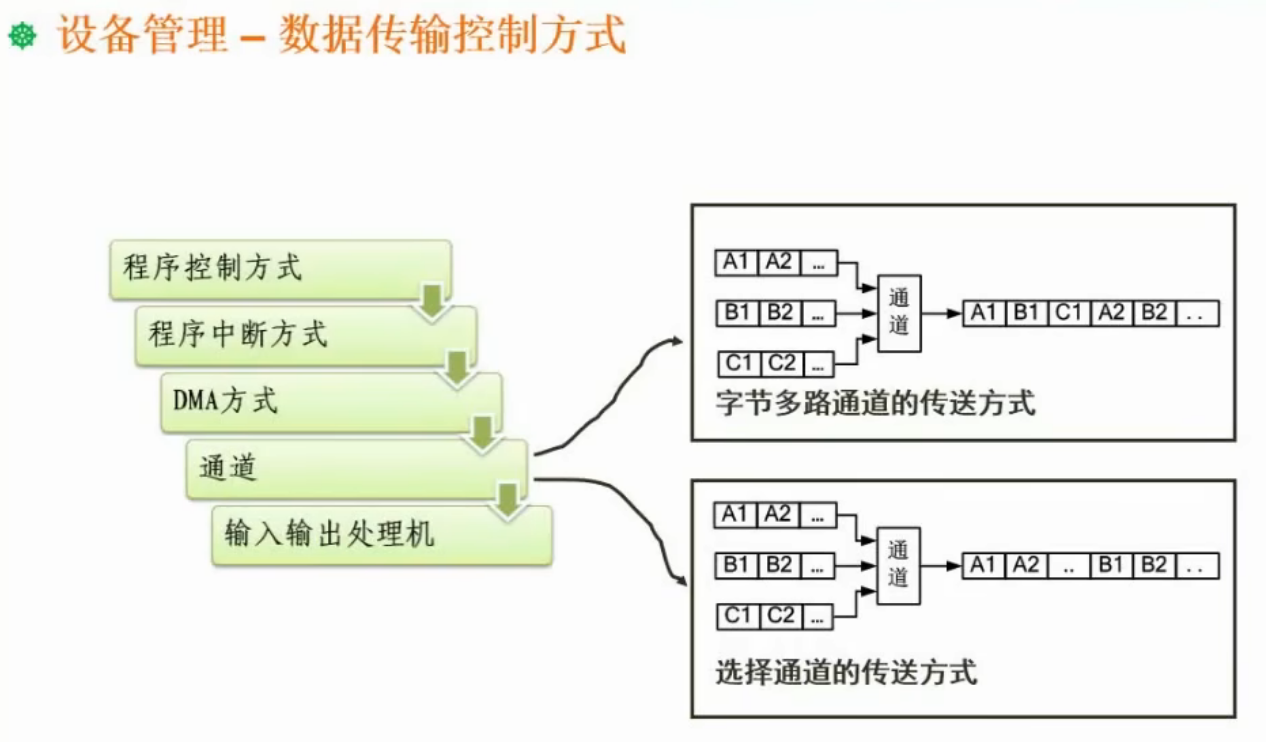 设备管理 – 数据传输控制方式
程序控制方式
程序中断方式
DMA方式
通道
输入输出处理机
A1 A2 ...
B1 B2 ...
C1 C2 ...
通道
A1 B1 C1 A2 B2 ..
字节多路通道的传送方式
A1 A2 ...
B1 B2 ...
C1 C2 ...
通道
A1 A2 .. B1 B2 ..
选择通道的传送方式